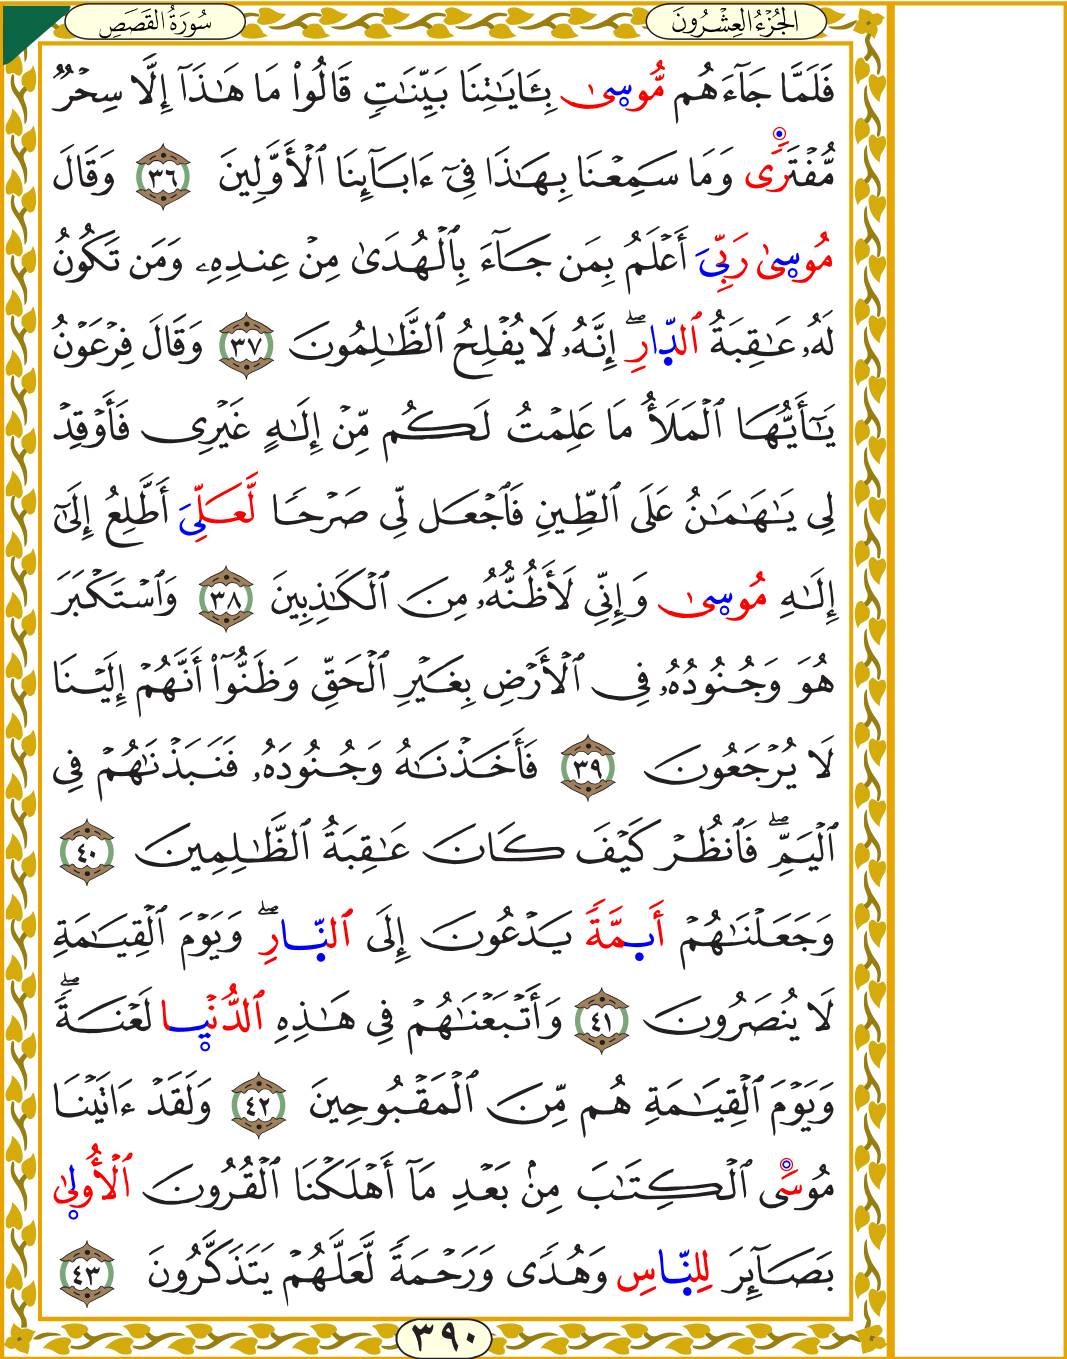 الجُزْءُ العِشْرُونَ
سُورَةُ القَصَصِ
فَلَمَّا جَآءَهُم مُّوسۭىٰ بِـَٔايَٰتِنَا بَيِّنَٰتٖ قَالُواْ مَا هَٰذَآ إِلَّا سِحْرٞ
مُّفْتَرٗى وَمَا سَمِعْنَا بِهَٰذَا فِيٓ ءَابَآئِنَا ٱلْأَوَّلِينَ ٣٦ وَقَالَ
مُوسۭىٰ رَبِّيَ أَعْلَمُ بِمَن جَآءَ بِٱلْهُدَىٰ مِنْ عِندِهِۦ وَمَن تَكُونُ
لَهُۥ عَٰقِبَةُ ٱلدّ۪ارِۖ إِنَّهُۥ لَا يُفْلِحُ ٱلظَّٰلِمُونَ ٣٧ وَقَالَ فِرْعَوْنُ
يَٰٓأَيُّهَا ٱلْمَلَأُ مَا عَلِمْتُ لَكُم مِّنْ إِلَٰهٍ غَيْرِي فَأَوْقِدْ
لِي يَٰهَٰمَٰنُ عَلَى ٱلطِّينِ فَٱجْعَل لِّي صَرْحٗا لَّعَلِّيَ أَطَّلِعُ إِلَىٰٓ
إِلَٰهِ مُوسۭىٰ وَإِنِّي لَأَظُنُّهُۥ مِنَ ٱلْكَٰذِبِينَ ٣٨ وَٱسْتَكْبَرَ
هُوَ وَجُنُودُهُۥ فِي ٱلْأَرْضِ بِغَيْرِ ٱلْحَقِّ وَظَنُّوٓاْ أَنَّهُمْ إِلَيْنَا
لَا يُرْجَعُونَ ٣٩ فَأَخَذْنَٰهُ وَجُنُودَهُۥ فَنَبَذْنَٰهُمْ فِي
ٱلْيَمِّۖ فَٱنظُرْ كَيْفَ كَانَ عَٰقِبَةُ ٱلظَّٰلِمِينَ ٤٠
وَجَعَلْنَٰهُمْ أَى۪مَّةٗ يَدْعُونَ إِلَى ٱلنّ۪ارِۖ وَيَوْمَ ٱلْقِيَٰمَةِ
لَا يُنصَرُونَ ٤١ وَأَتْبَعْنَٰهُمْ فِي هَٰذِهِ ٱلدُّنْيۭا لَعْنَةٗۖ
وَيَوْمَ ٱلْقِيَٰمَةِ هُم مِّنَ ٱلْمَقْبُوحِينَ ٤٢ وَلَقَدْ ءَاتَيْنَا
مُوسَى ٱلْكِتَٰبَ مِنۢ بَعْدِ مَآ أَهْلَكْنَا ٱلْقُرُونَ ٱلْأُولۭىٰ
بَصَآئِرَ لِلنّ۪اسِ وَهُدٗى وَرَحْمَةٗ لَّعَلَّهُمْ يَتَذَكَّرُونَ ٤٣
٣٩٠